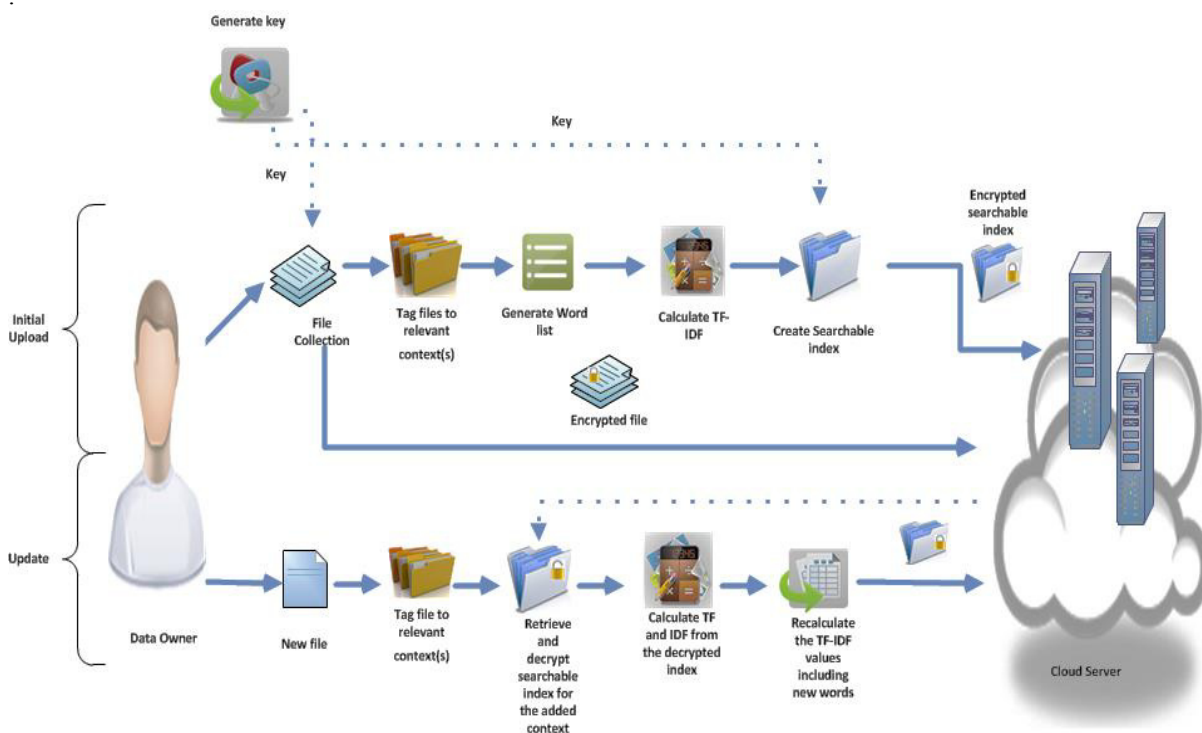 Generate key
Key
Key
Encrypted
searchable
index
Initial
Upload
File
Collection
Tag files to
relevant
context(s)
Generate Word
list
Calculate TF-
IDF
Create Searchable
index
Encrypted file
Update
Data Owner
New file
Tag file to
relevant
context(s)
Retrieve
and
decrypt
searchable
index for
the added
context
Calculate TF
and IDF from
the decrypted
index
Recalculate
the TF-IDF
values
including
new words
Cloud Server